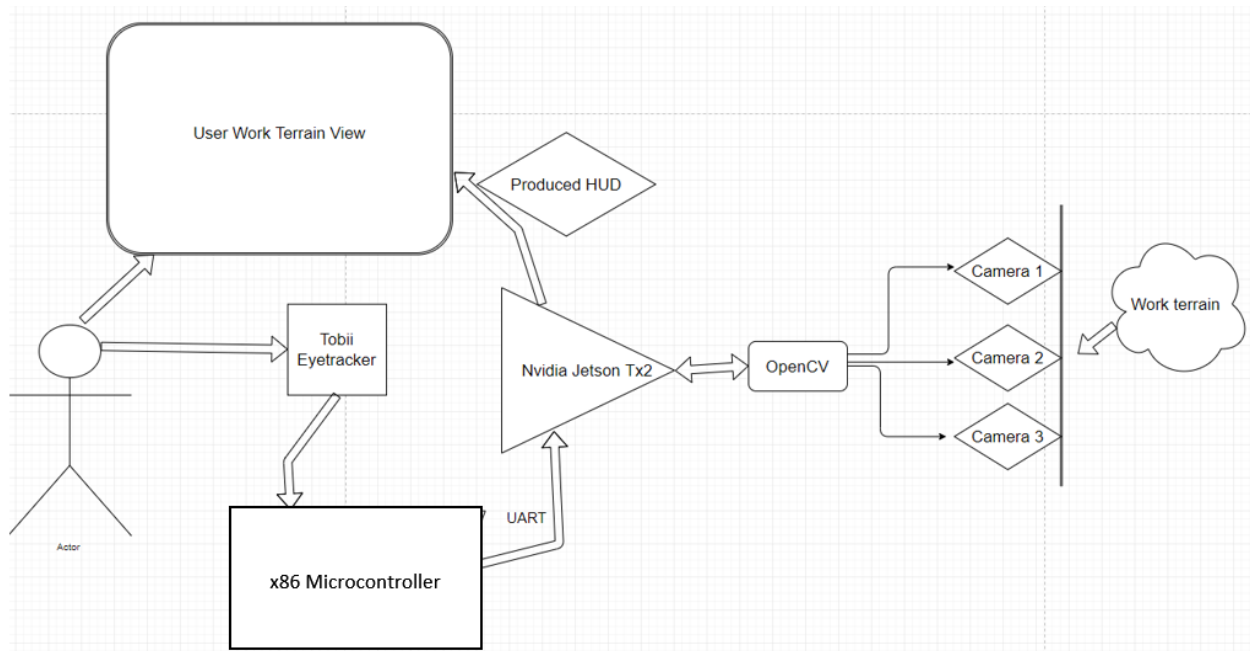 User Work Terrain View
Produced HUD
Camera 1
Work terrain
Tobii
Eyetracker
Nvidia Jetson Tx2
OpenCV
Camera 2
Camera 3
UART
Actor
x86 Microcontroller